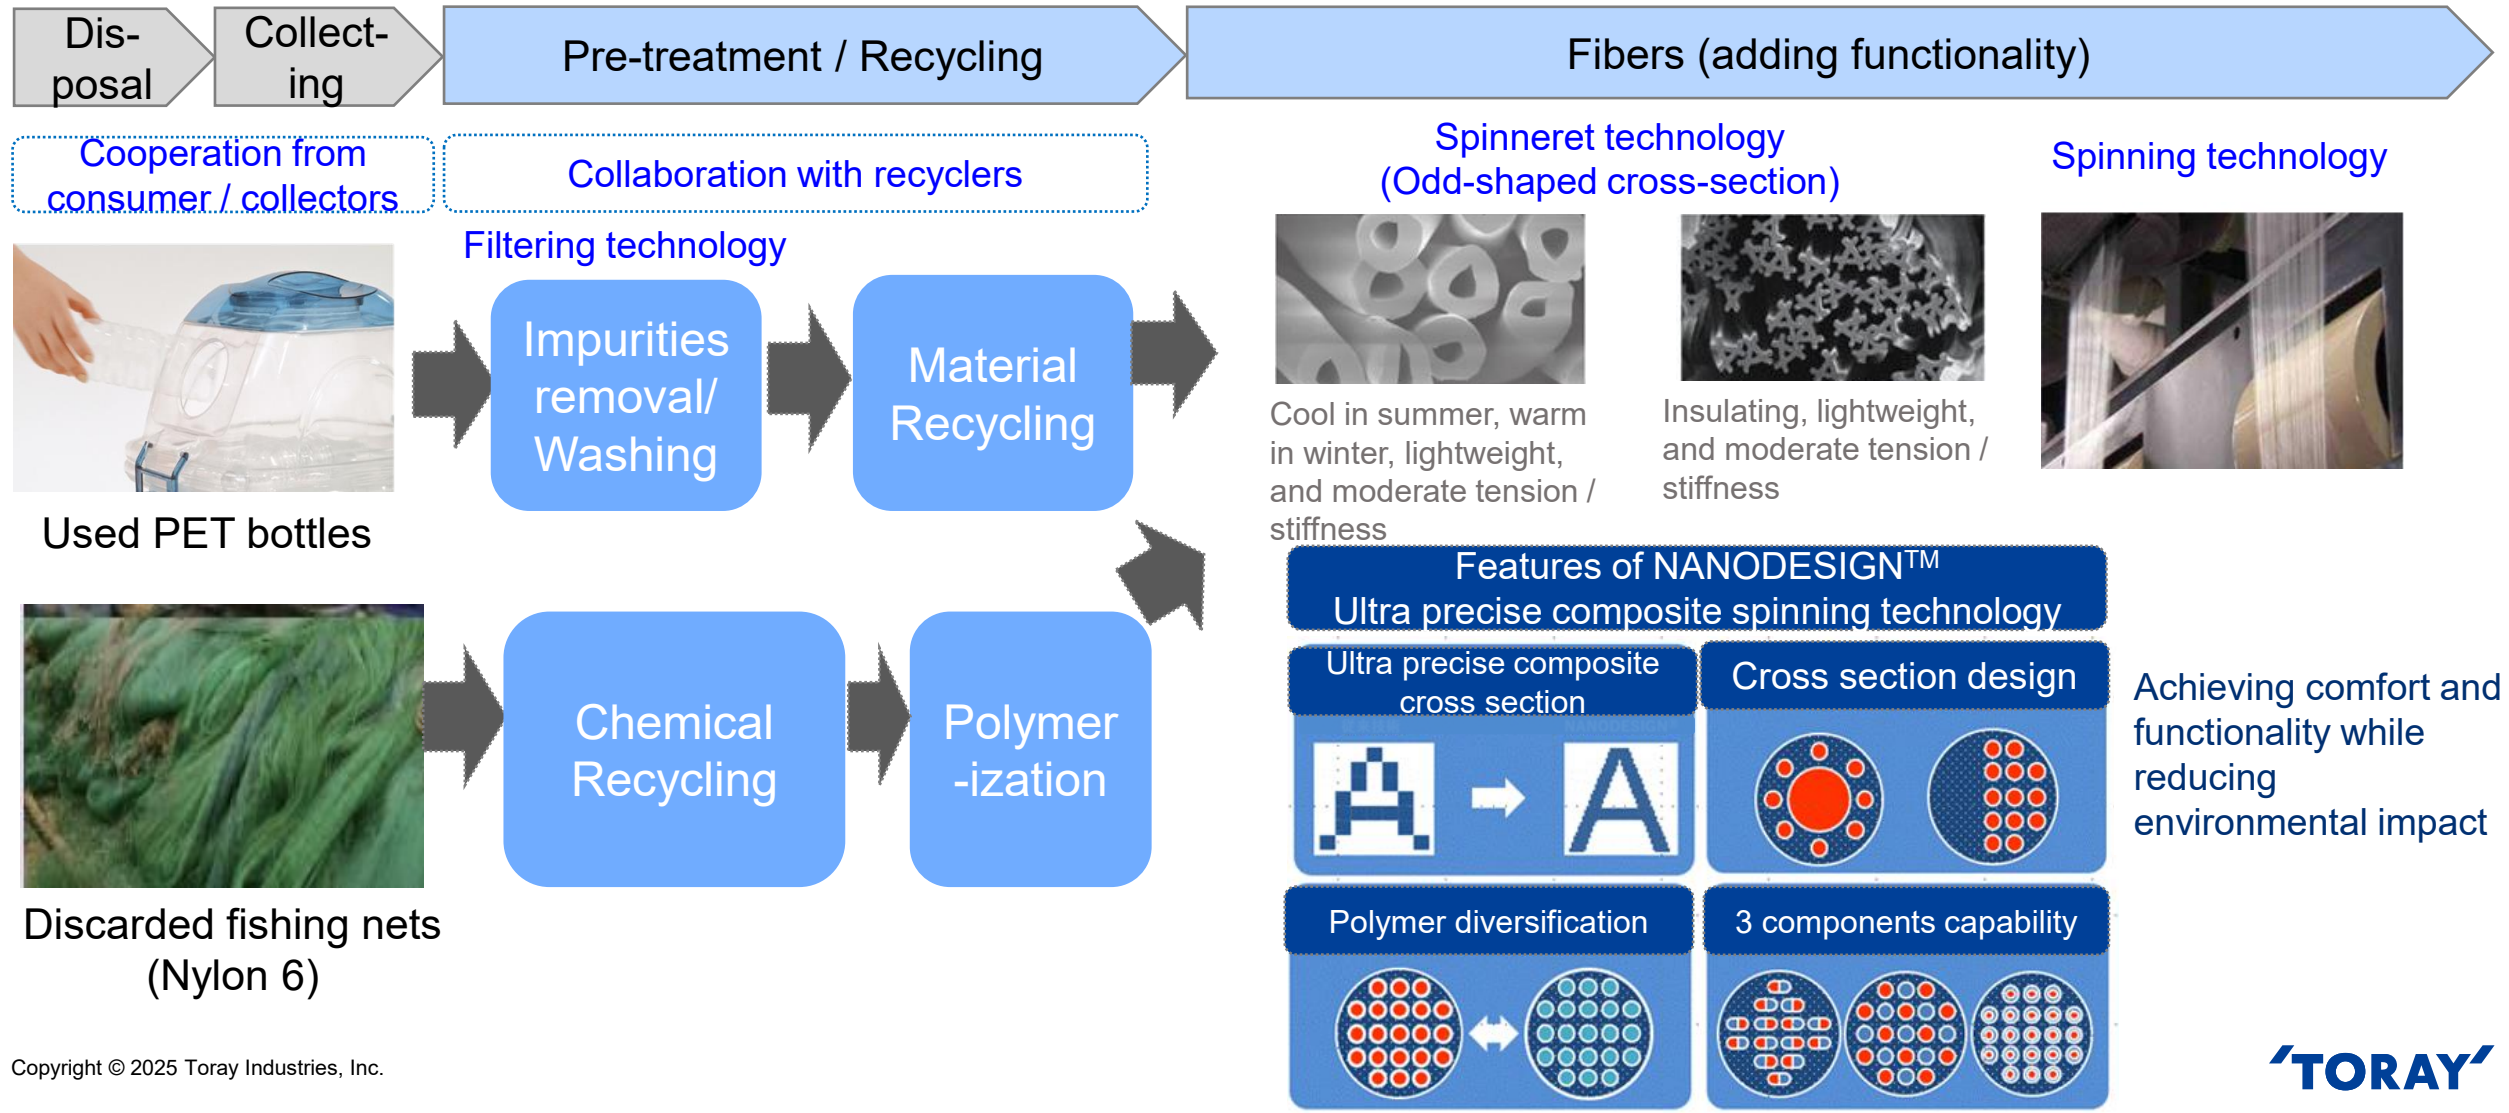 Dis-
posal
Collect-
ing
Pre-treatment / Recycling
Fibers (adding functionality)
Cooperation from
consumer / collectors
Collaboration with recyclers
Filtering technology
Spinneret technology
(Odd-shaped cross-section)
Spinning technology
Impurities
removal/
Washing
Material
Recycling
Used PET bottles
Cool in summer, warm
in winter, lightweight,
and moderate tension /
stiffness
Insulating, lightweight,
and moderate tension /
stiffness
Chemical
Recycling
Polymer
-ization
Discarded fishing nets
(Nylon 6)
Features of NANODESIGN™
Ultra precise composite spinning technology
Ultra precise composite
cross section
Cross section design
A
A
Polymer diversification
3 components capability
Achieving comfort and
functionality while
reducing
environmental impact
Copyright © 2025 Toray Industries, Inc.
TORAY